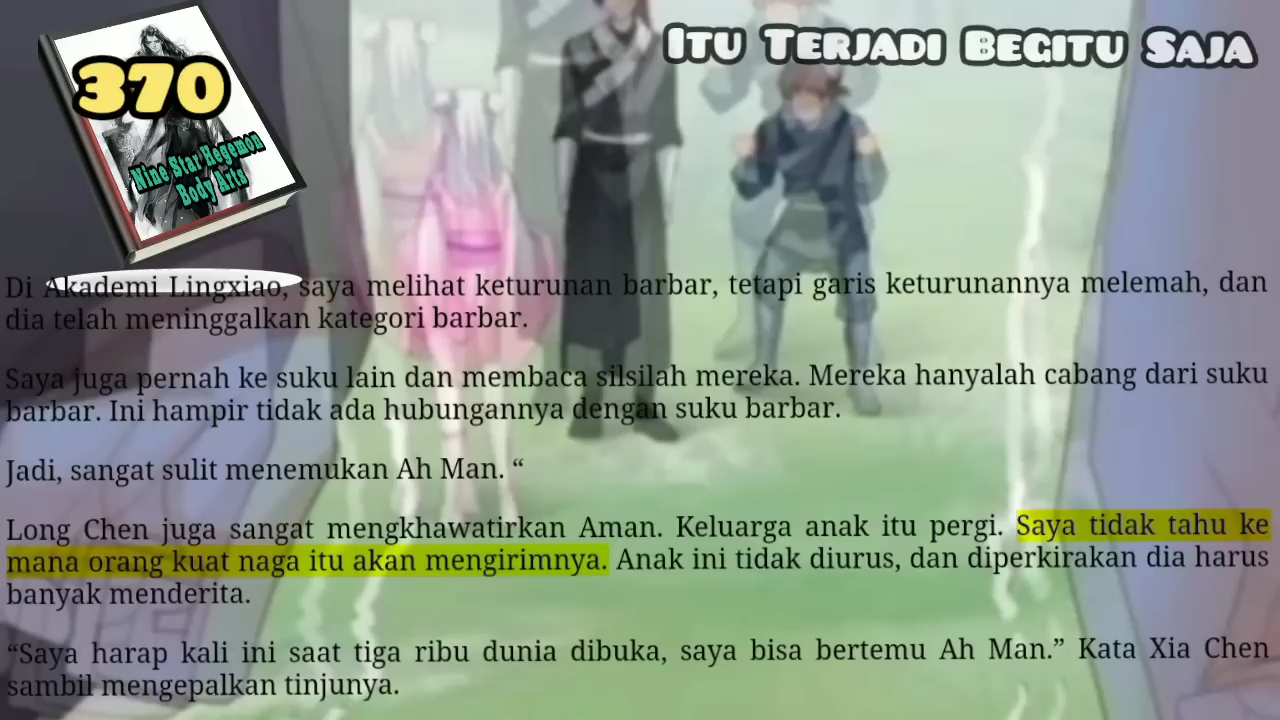 Itu Terjadi Begitu Saja
370
Nine Star Hegemon
Body Arts
Di Akademi Lingxiao, saya melihat keturunan barbar, tetapi garis keturunannya melemah, dan
dia telah meninggalkan kategori barbar.
Saya juga pernah ke suku lain dan membaca silsilah mereka. Mereka hanyalah cabang dari suku
barbar. Ini hampir tidak ada hubungannya dengan suku barbar.
Jadi, sangat sulit menemukan Ah Man. “
Long Chen juga sangat mengkhawatirkan Aman. Keluarga anak itu pergi. Saya tidak tahu ke
mana orang kuat naga itu akan mengirimnya. Anak ini tidak diurus, dan diperkirakan dia harus
banyak menderita.
“Saya harap kali ini saat tiga ribu dunia dibuka, saya bisa bertemu Ah Man.” Kata Xia Chen
sambil mengepalkan tinjunya.